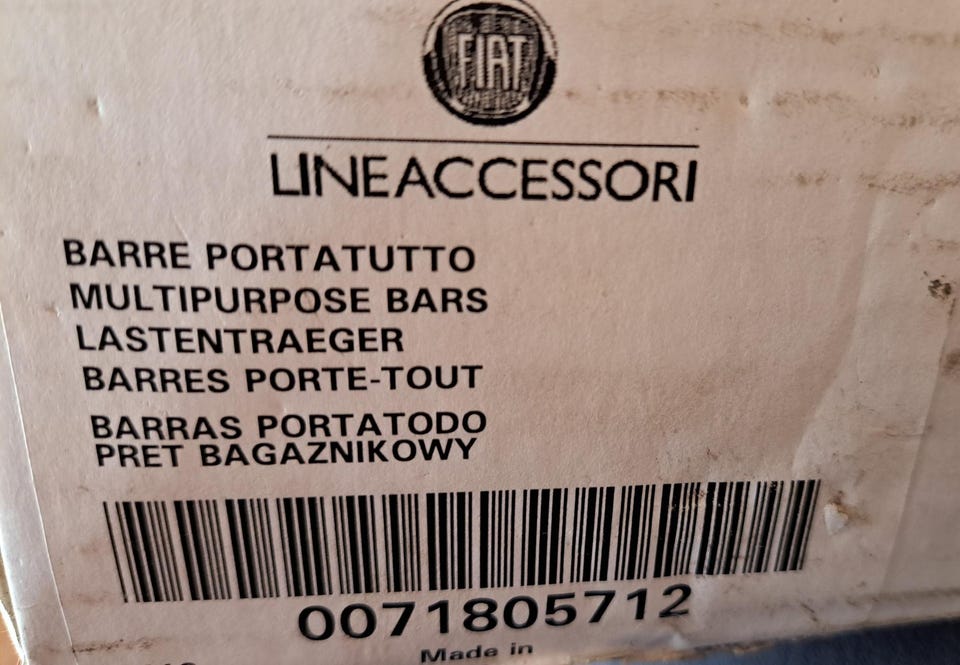 FIAT
LINEACCESSORI
BARRE PORTATUTTO
MULTIPURPOSE BARS
LASTENTRAEGER
BARRES PORTE-TOUT
BARRAS PORTATODO
PRET BAGAZNIKOWY
0071805712
Made in